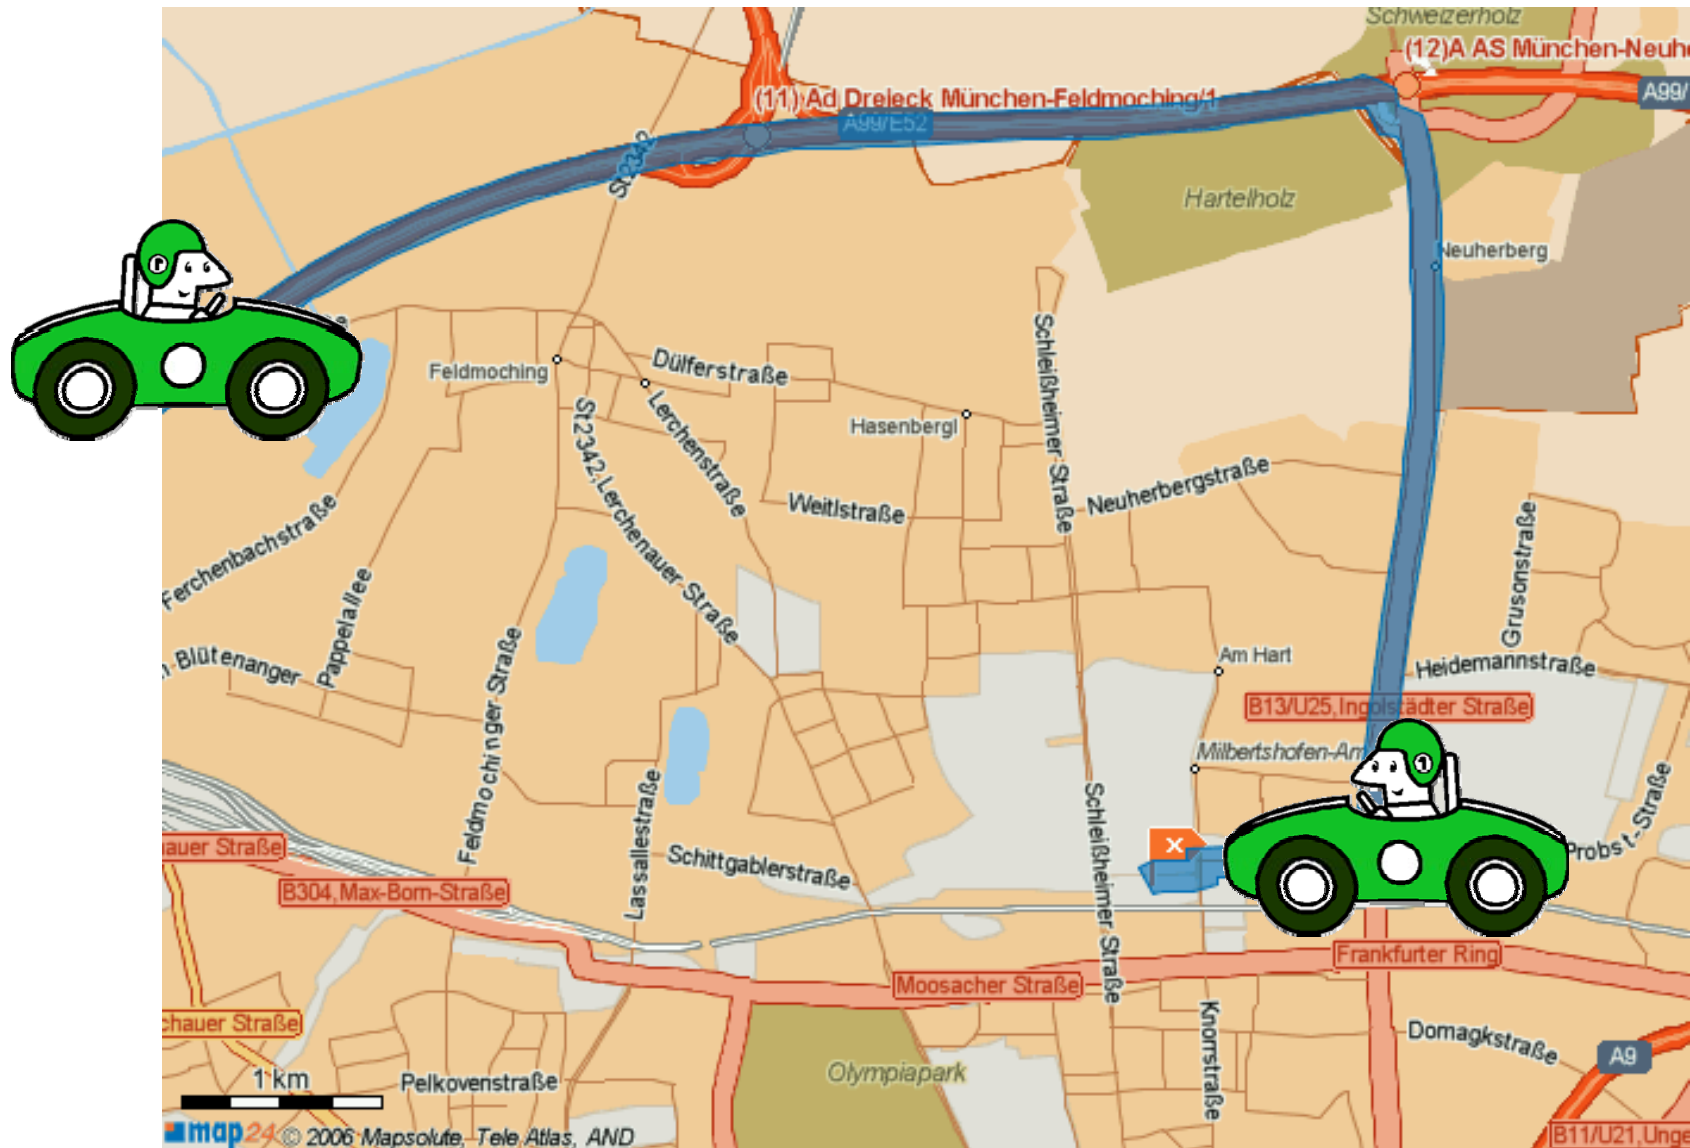 Schweizerholz
(12)A AS München-Neuhe
(11) Ad Dreieck München-Feldmoching/1
A99/
A99/E52
St2342
Hartelholz
Neuherberg
Feldmoching
Dülferstraße
Schleißheimer Straße
Lerchenstraße
Hasenbergl
St2342,Lerchenauer Straße
Neuherbergstraße
Weitlstraße
Ferchenbachstraße
Grusonstraße
Pappelallee
Blütenanger
Feldmochinger Straße
Am Hart
Heidemannstraße
B13/U25,Ingolstädter Straße
Milbertshofen-Am
Lassallestraße
Schleißheimer Straße
Probst-Straße
auer Straße
X
Schittgablerstraße
B304,Max-Born-Straße
Frankfurter Ring
Moosacher Straße
chauer Straße
Knorrstraße
Domagkstraße
A9
Olympiapark
1 km
Pelkovenstraße
B11/U21,Unge
map24 © 2006 Mapsolute, Tele Atlas, AND